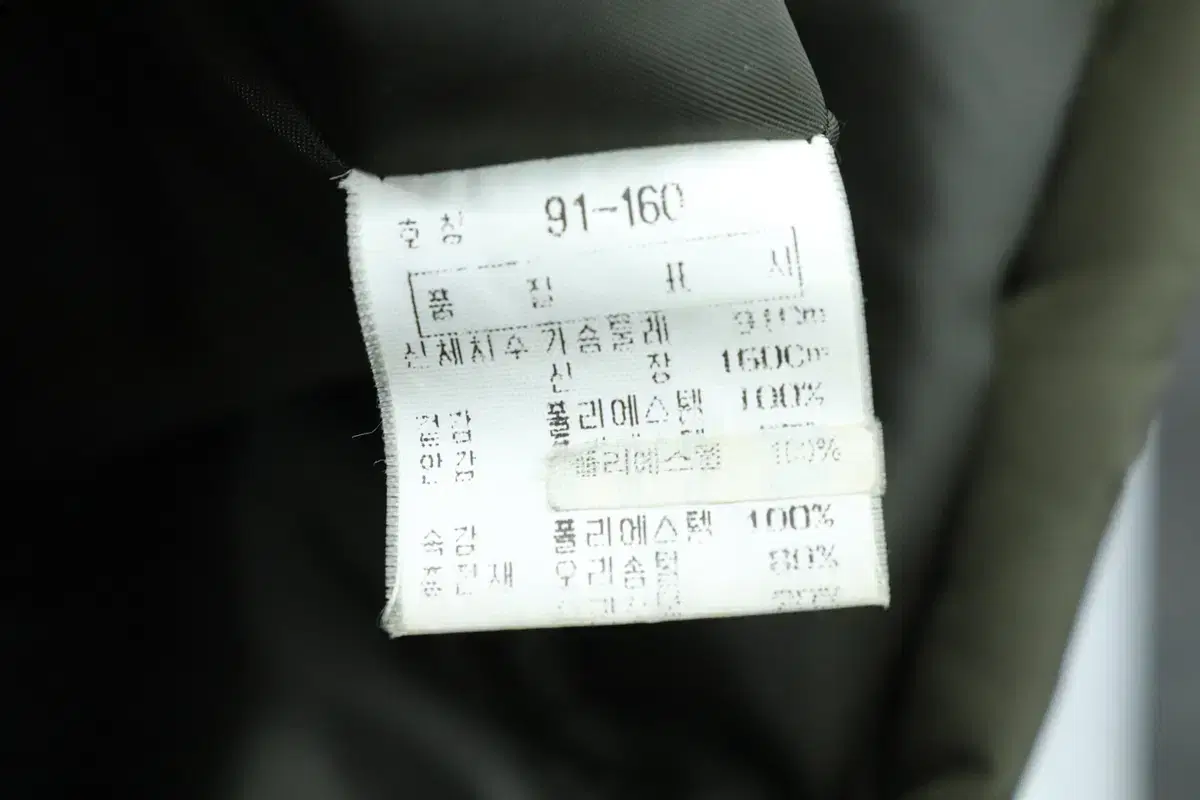 호칭 91-160
품질표시
신체치수 가슴둘레 91Cm
신장 160Cm
겉감 폴리에스텔 100%
안감
폴리에스텔 100%
속감 폴리에스텔 100%
충전재 오리솜털 80%